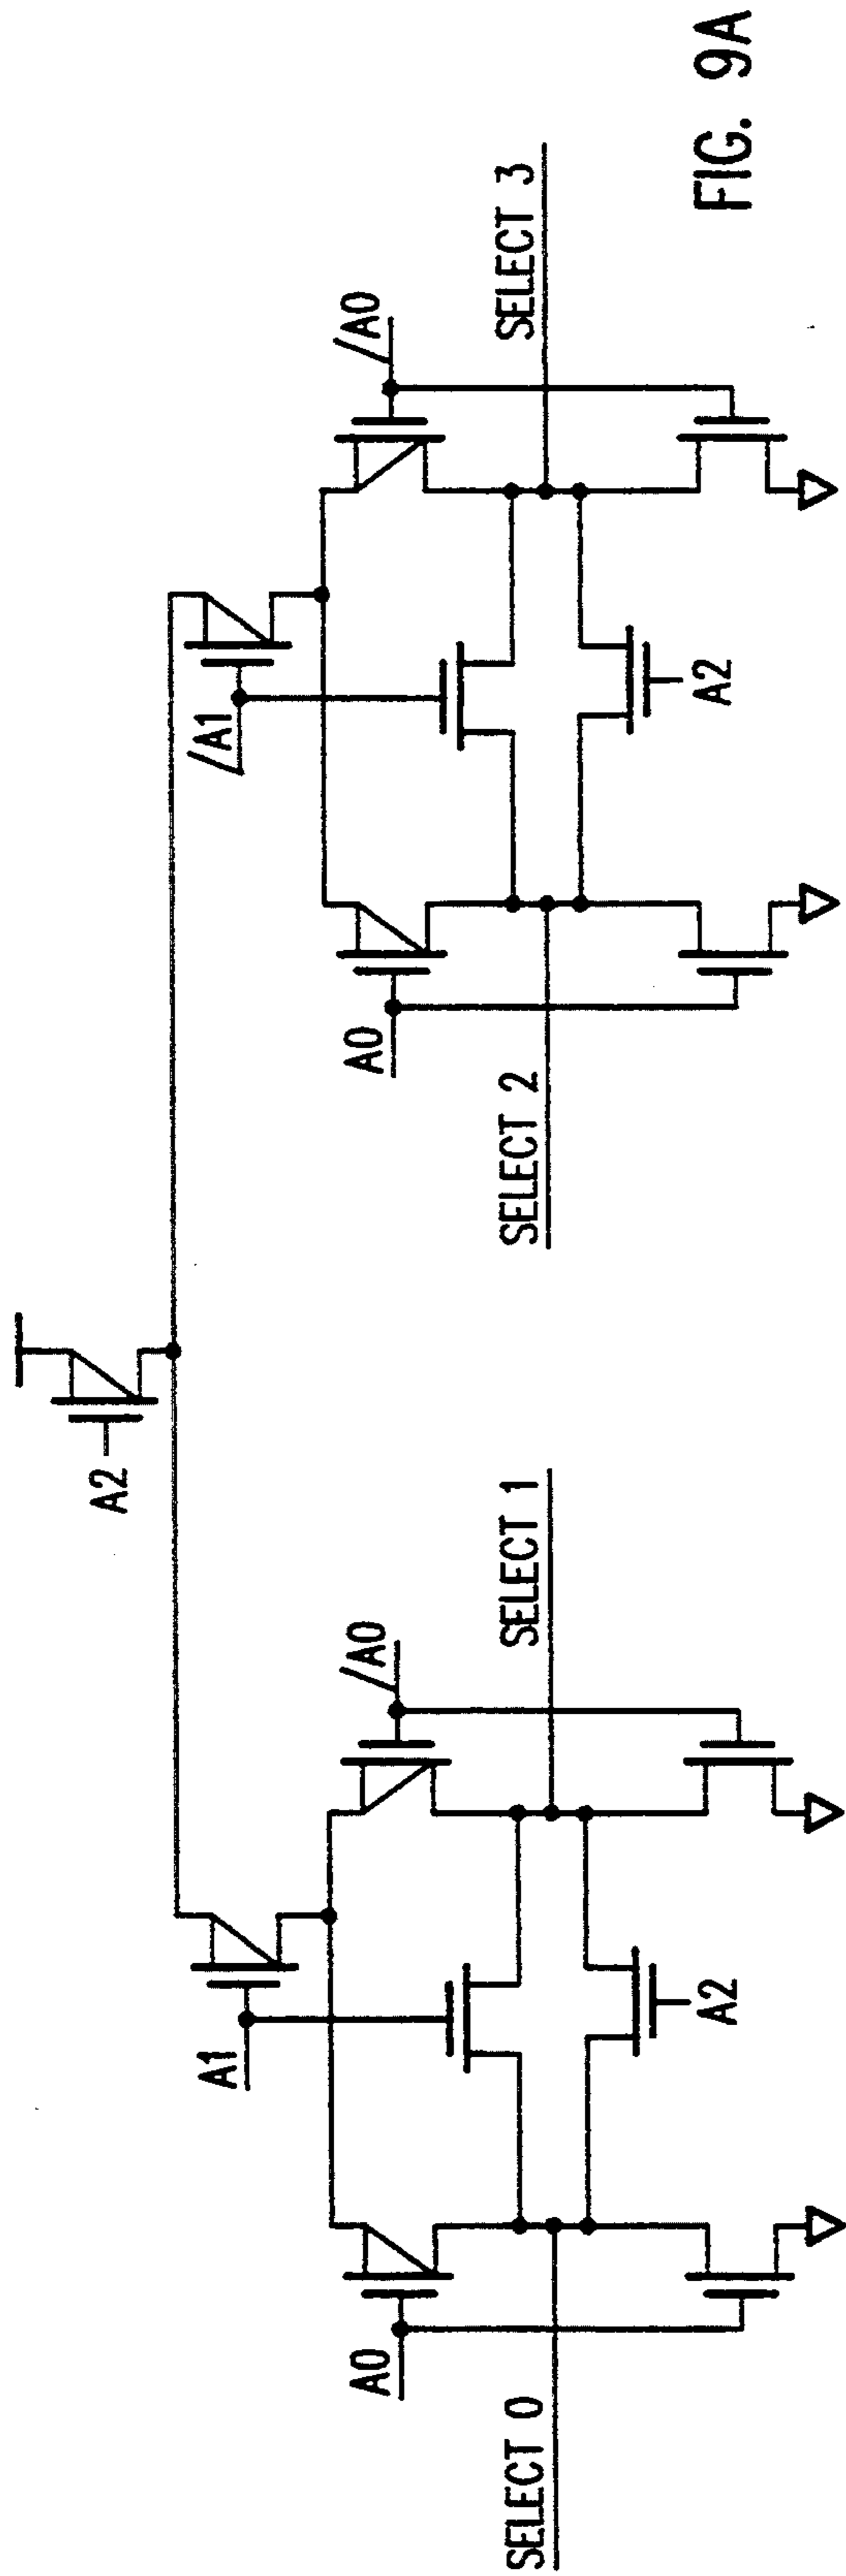 A2
A1
/A1
A0
/A0
A0
/A0
SELECT 0
SELECT 1
SELECT 2
SELECT 3
A2
A2
FIG. 9A